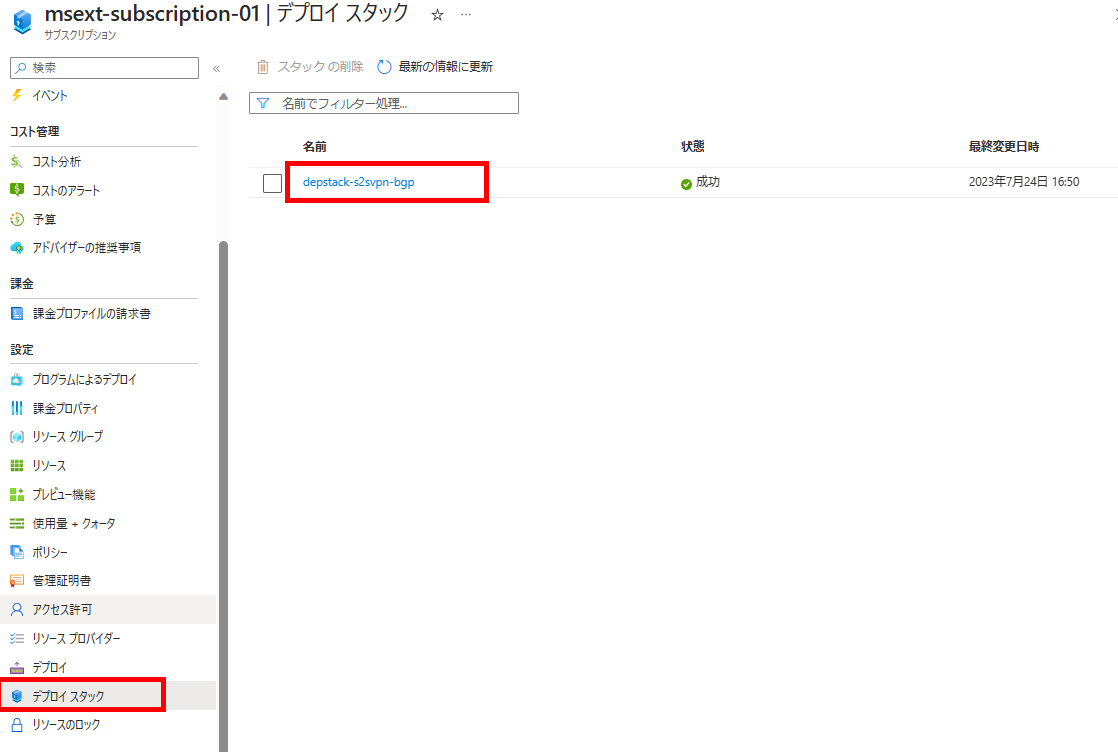 msext-subscription-01 | デプロイ スタック
サブスクリプション
検索
イベント
コスト管理
コスト分析
コストのアラート
予算
アドバイザーの推奨事項
課金
課金プロファイルの請求書
設定
プログラムによるデプロイ
課金プロパティ
リソース グループ
リソース
プレビュー機能
使用量 + クォータ
ポリシー
管理証明書
アクセス許可
リソース プロバイダー
デプロイ
デプロイ スタック
リソースのロック
スタック の削除 最新の情報に更新
名前でフィルター処理...
名前 状態 最終変更日時
depstack-s2svpn-bgp 成功 2023年7月24日 16:50